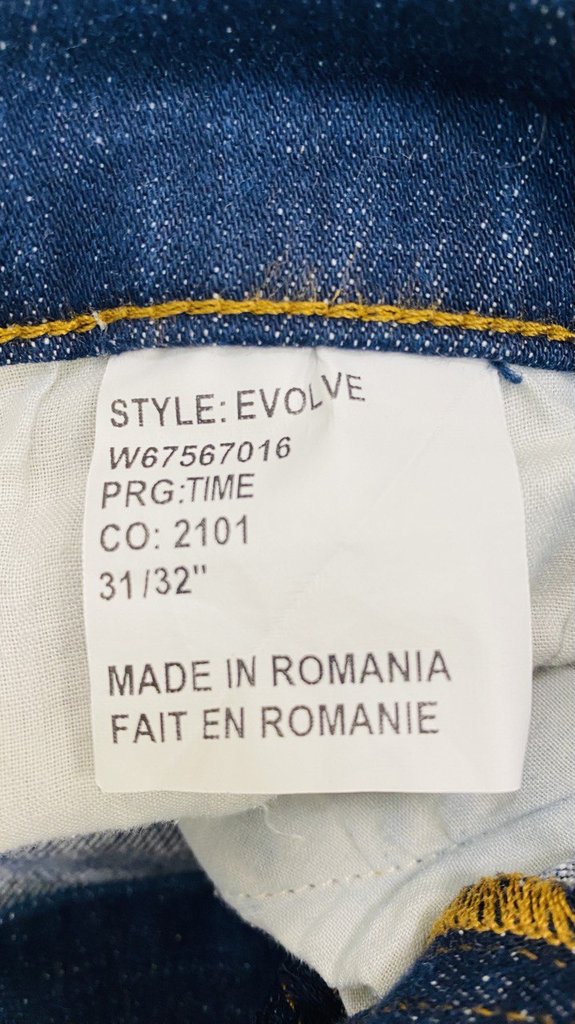 STYLE: EVOLVE
W67567016
PRG:TIME
CO: 2101
31/32"
MADE IN ROMANIA
FAIT EN ROMANIE